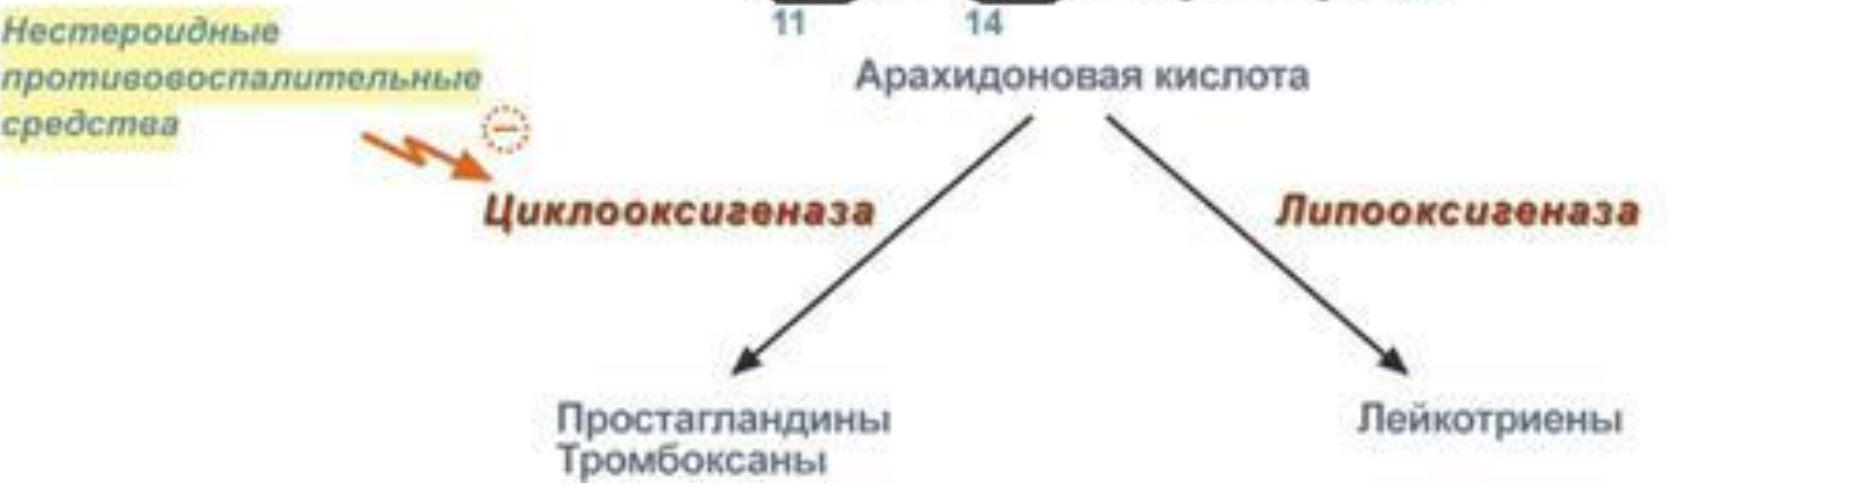 11 14
Нестероидные
противовоспалительные
средства
Арахидоновая кислота
Циклооксигеназа
Липооксигеназа
Простагландины
Тромбоксаны
Лейкотриены